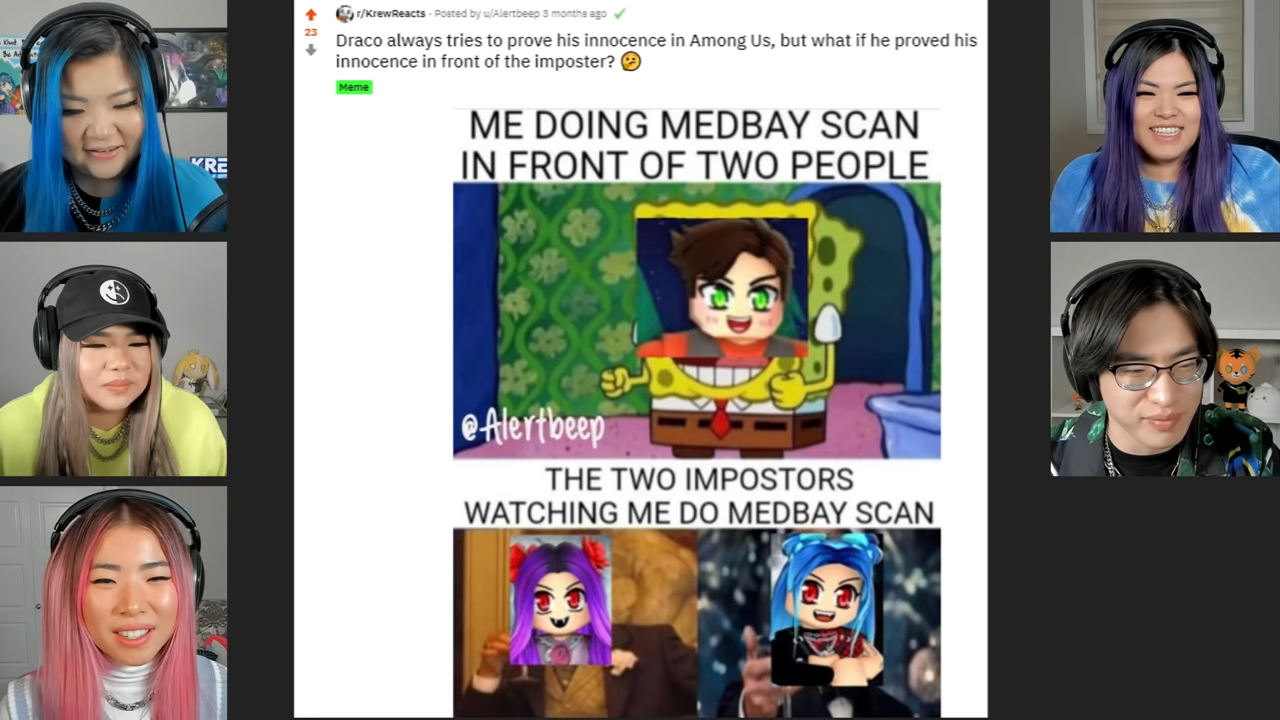 r/KrewReacts · Posted by u/Alertbeep 3 months ago
23
Draco always tries to prove his innocence in Among Us, but what if he proved his
innocence in front of the imposter? 🫤
Meme
ME DOING MEDBAY SCAN
IN FRONT OF TWO PEOPLE
KRE
@Alertbeep
THE TWO IMPOSTORS
WATCHING ME DO MEDBAY SCAN